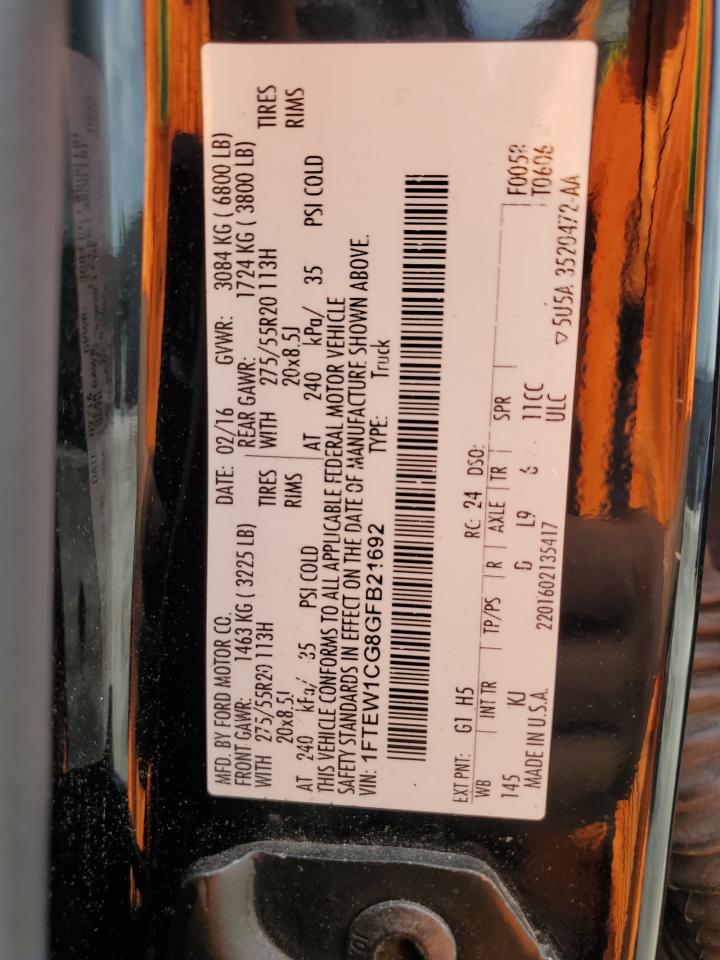 MFD. BY FORD MOTOR CO. DATE: 02/16 GVWR: 3084 KG ( 6800 LB)
FRONT GAWR: 1463 KG ( 3225 LB) REAR GAWR: 1724 KG ( 3800 LB)
WITH 275/55R20 113H TIRES WITH 275/55R20 113H TIRES
20x8.5J RIMS 20x8.5J RIMS
AT 240 kPa/ 35 PSI COLD AT 240 kPa/ 35 PSI COLD
THIS VEHICLE CONFORMS TO ALL APPLICABLE FEDERAL MOTOR VEHICLE
SAFETY STANDARDS IN EFFECT ON THE DATE OF MANUFACTURE SHOWN ABOVE.
VIN: 1FTEW1CG8GFB21692 TYPE: Truck
EXT PNT: G1 H5 RC: 24 DSO: F0058
WB INT TR TP/PS R AXLE TR SPR T0606
145 KJ D L9 6 11CC
MADE IN U.S.A. 2201602135417 ULC ▽ 5U5A 3520472-AA